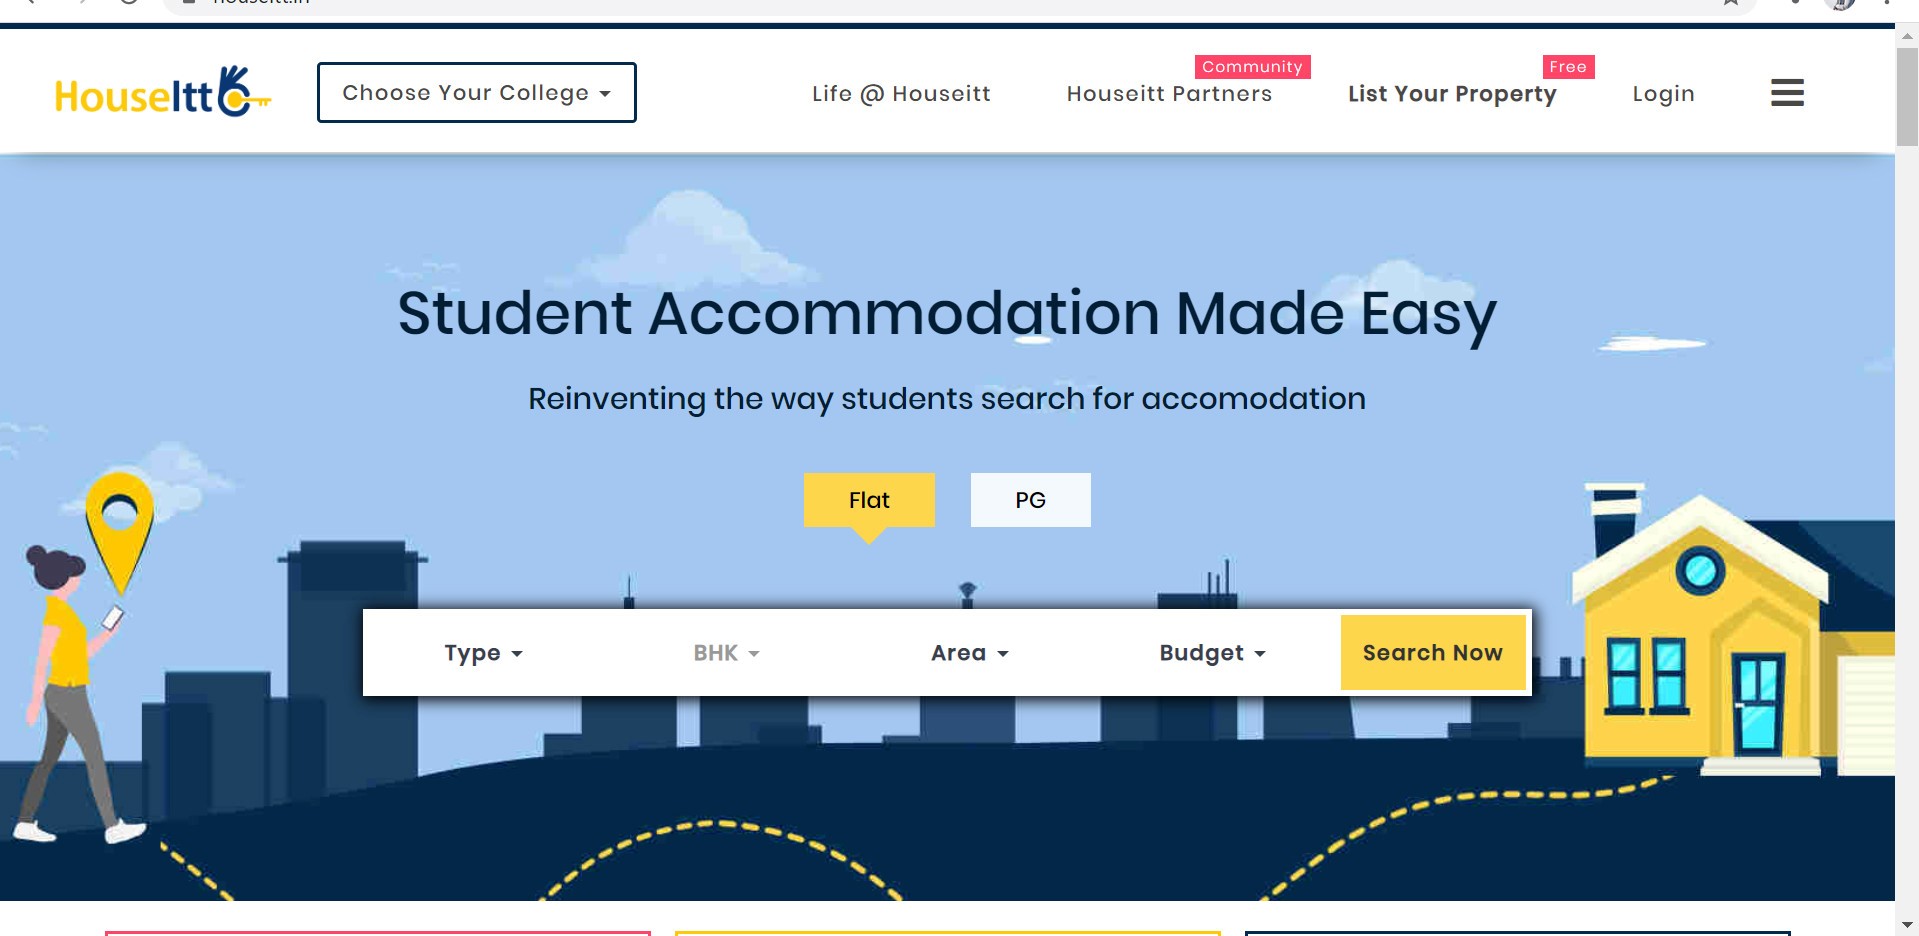 HouseItt
Choose Your College
Life @ Houseitt
Houseitt Partners
Community
List Your Property
Free
Login
Student Accommodation Made Easy
Reinventing the way students search for accomodation
Flat
PG
Type
BHK
Area
Budget
Search Now